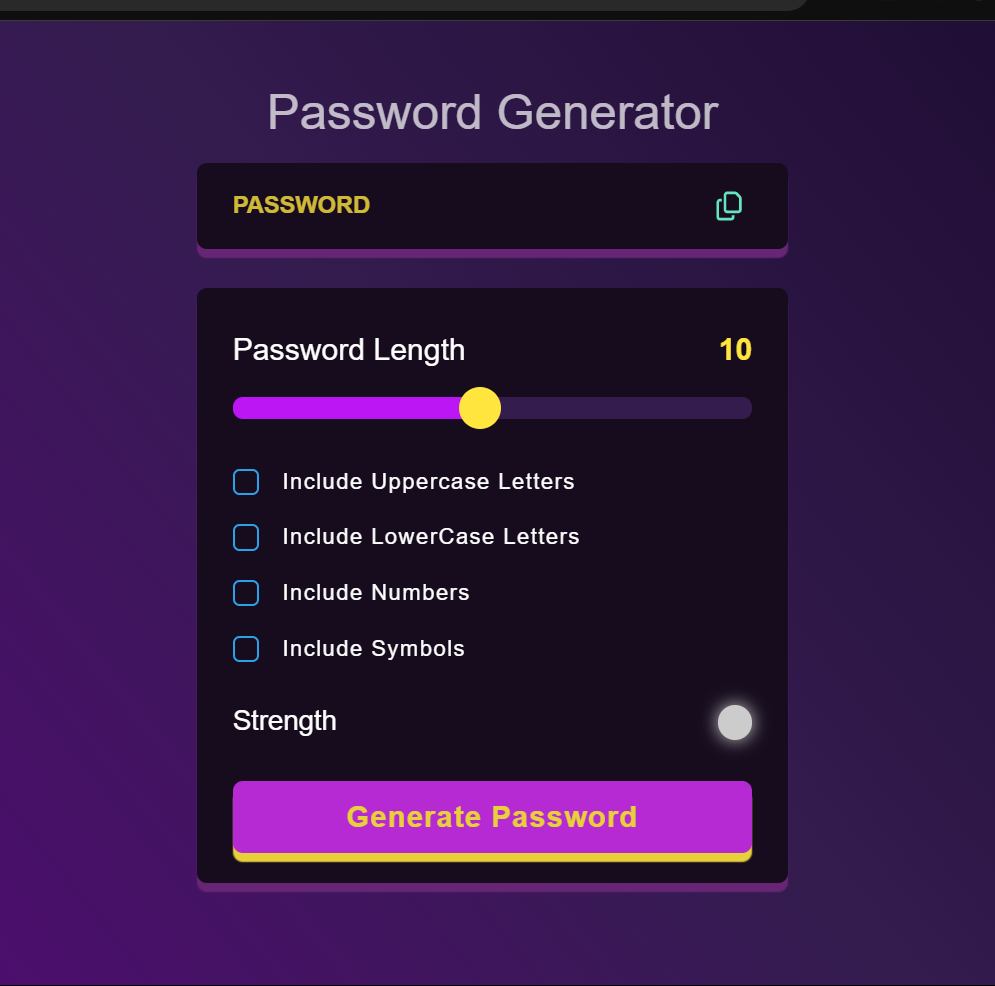 Password Generator
PASSWORD
Password Length 10
Include Uppercase Letters
Include LowerCase Letters
Include Numbers
Include Symbols
Strength
Generate Password